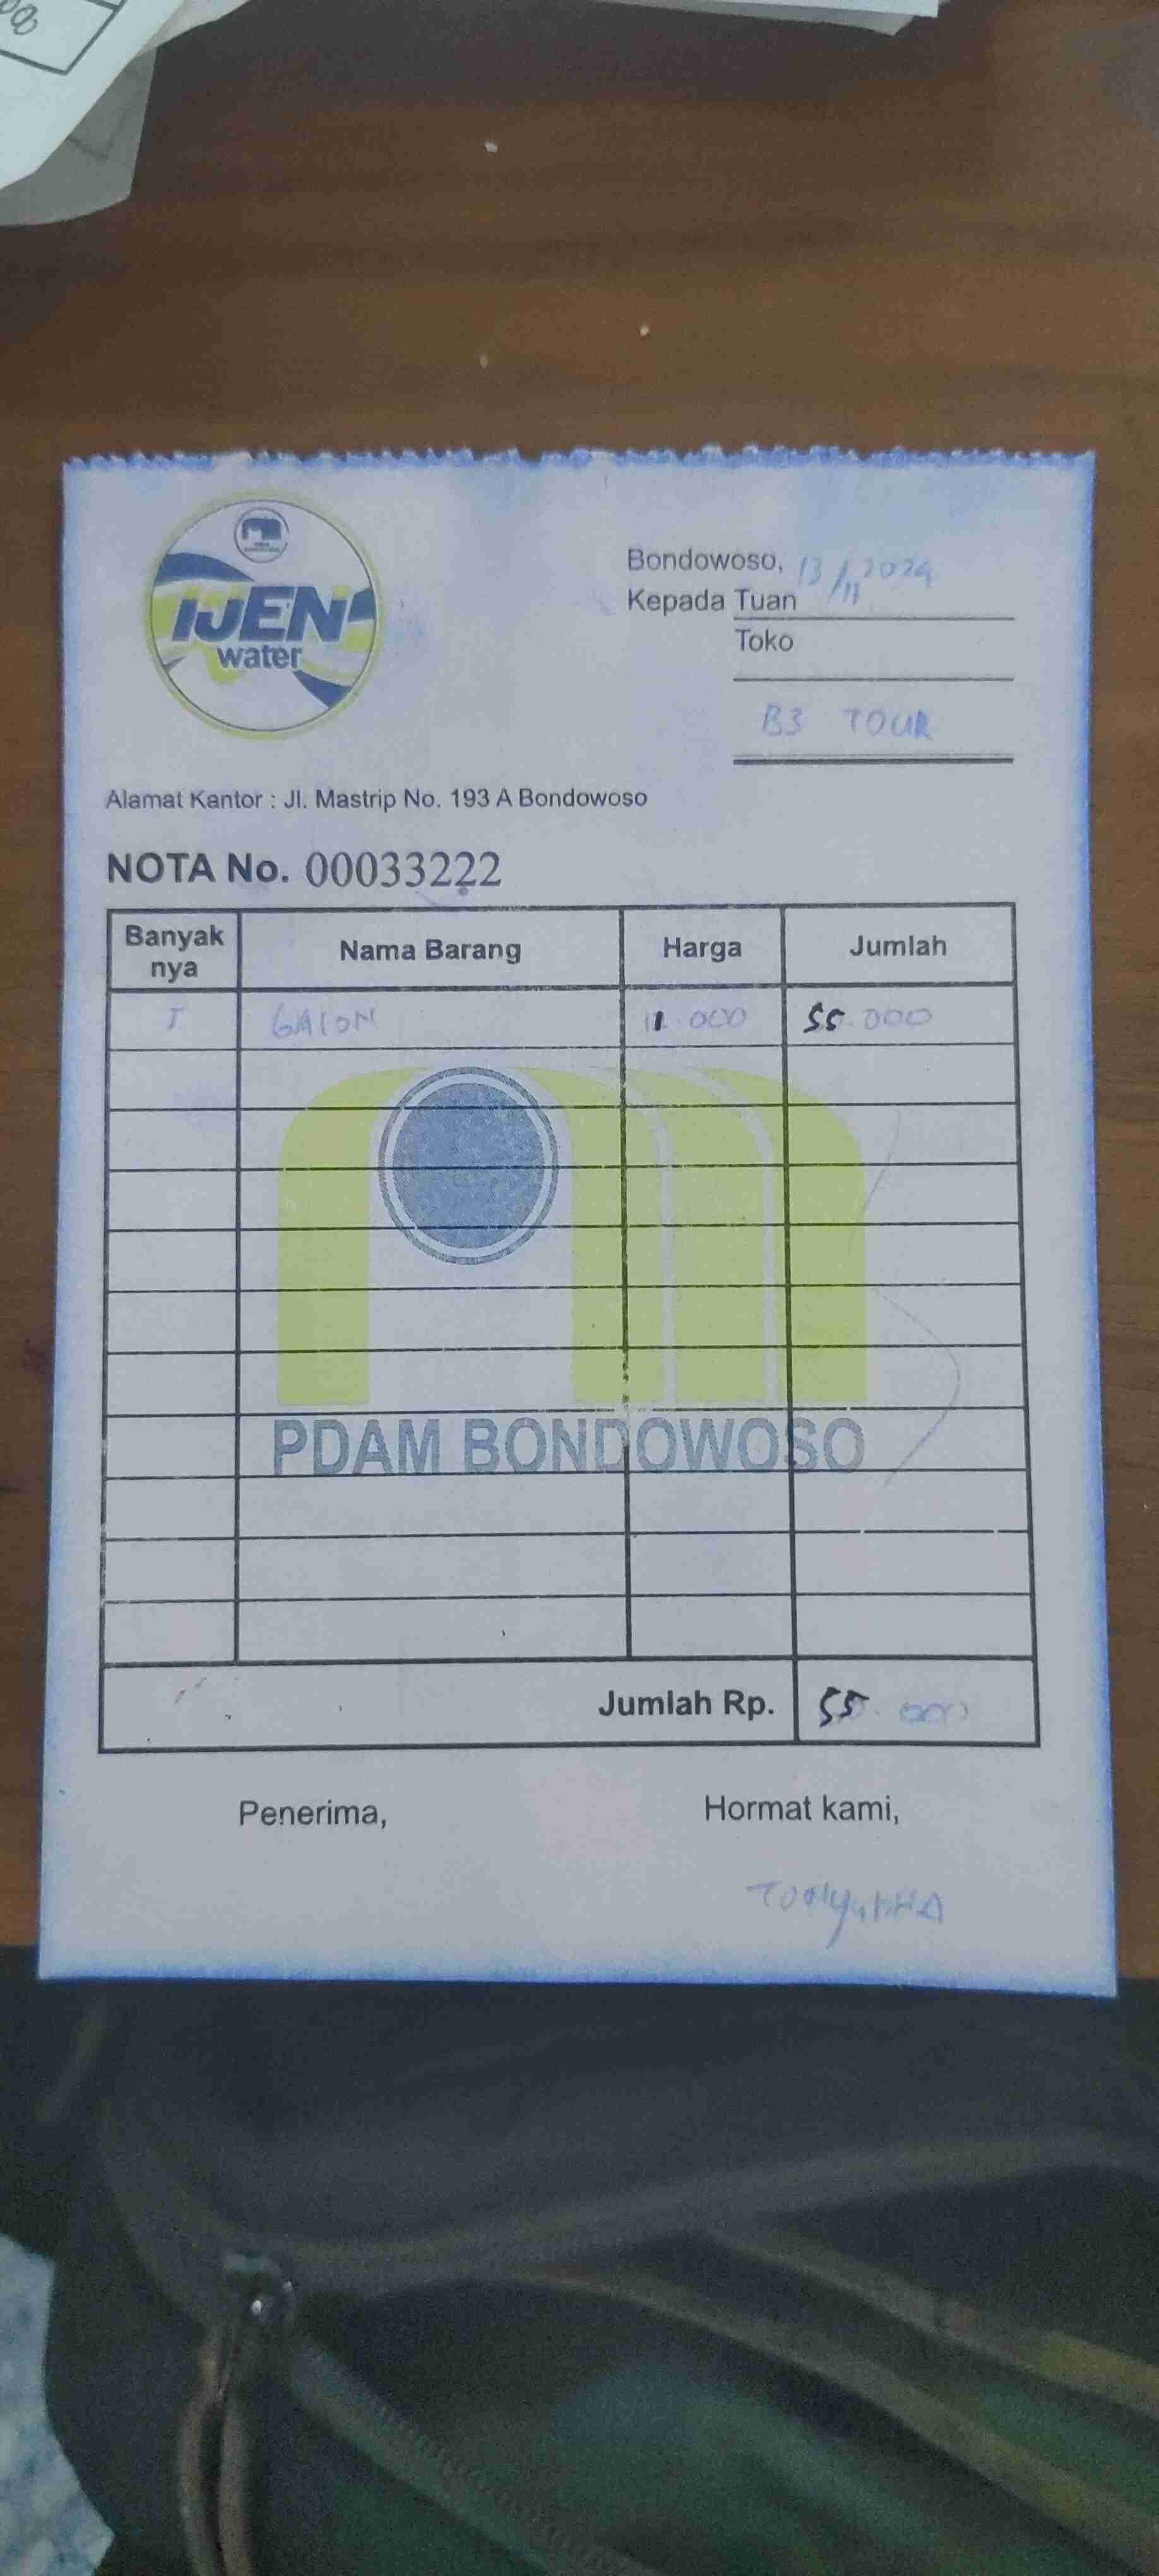 IJEN
water
Bondowoso, 13/11 2024
Kepada Tuan
Toko
B3 TOUR
Alamat Kantor : Jl. Mastrip No. 193 A Bondowoso
NOTA No. 00033222
Banyak nya Nama Barang Harga Jumlah
5 GALON 11.000 55.000
PDAM BONDOWOSO
Jumlah Rp. 55.000
Penerima, Hormat kami,